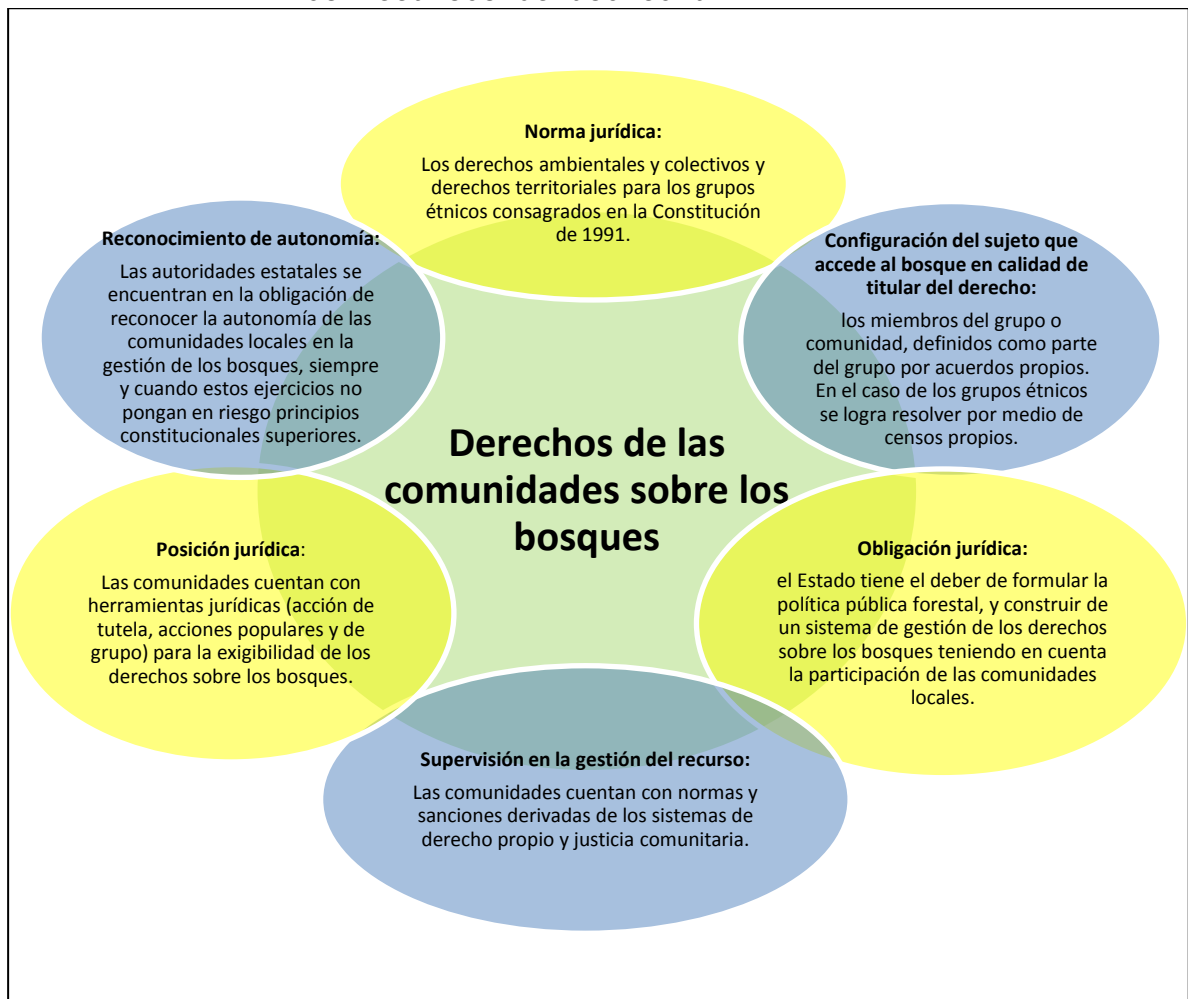 Norma jurídica:
Los derechos ambientales y colectivos y
derechos territoriales para los grupos
étnicos consagrados en la Constitución
de 1991.
Configuración del sujeto que
accede al bosque en calidad de
titular del derecho:
los miembros del grupo o
comunidad, definidos como parte
del grupo por acuerdos propios.
En el caso de los grupos étnicos
se logra resolver por medio de
censos propios.
Obligación jurídica:
el Estado tiene el deber de formular la
política pública forestal, y construir de
un sistema de gestión de los derechos
sobre los bosques teniendo en cuenta
la participación de las comunidades
locales.
Supervisión en la gestión del recurso:
Las comunidades cuentan con normas y
sanciones derivadas de los sistemas de
derecho propio y justicia comunitaria.
Posición jurídica:
Las comunidades cuentan con
herramientas jurídicas (acción de
tutela, acciones populares y de
grupo) para la exigibilidad de los
derechos sobre los bosques.
Reconocimiento de autonomía:
Las autoridades estatales se
encuentran en la obligación de
reconocer la autonomía de las
comunidades locales en la
gestión de los bosques, siempre
y cuando estos ejercicios no
pongan en riesgo principios
constitucionales superiores.
Derechos de las
comunidades sobre los
bosques